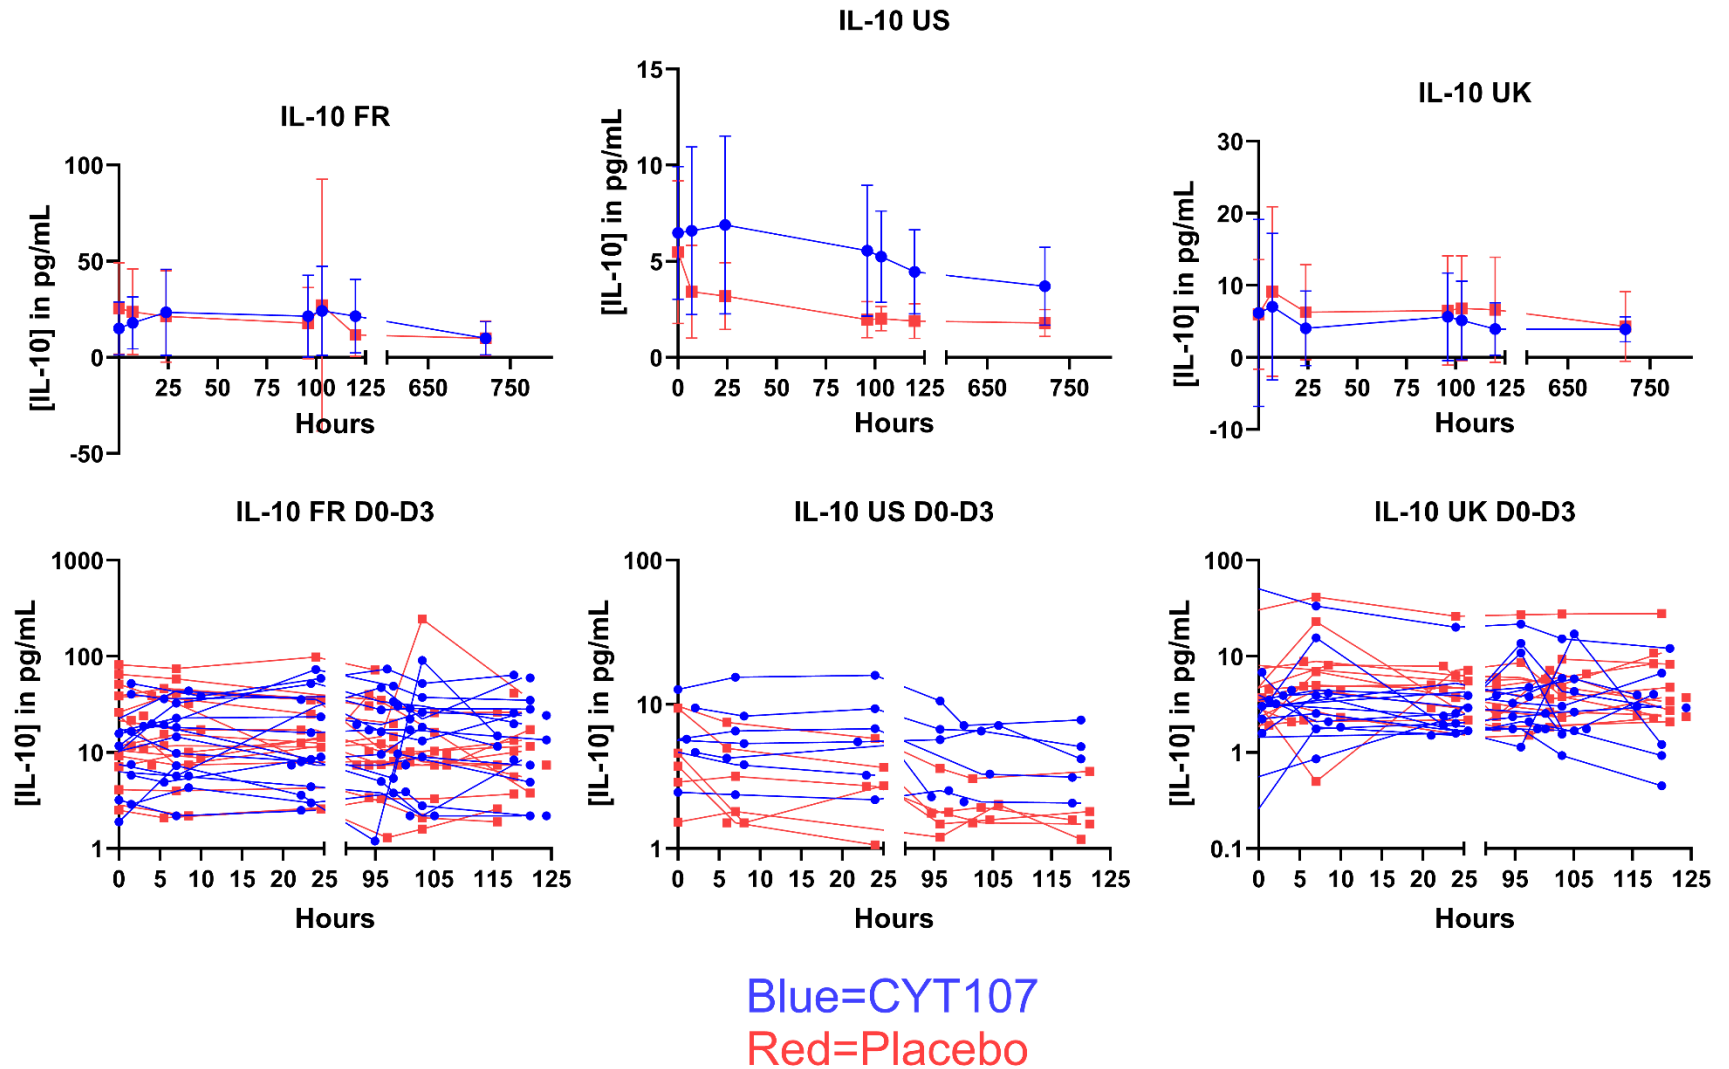 IL-10 FR
[IL-10] in pg/mL
100
50
0
-50
25 50 75 100 125 650 750
Hours
IL-10 US
[IL-10] in pg/mL
15
10
5
0
0 25 50 75 100 125 650 750
Hours
IL-10 UK
[IL-10] in pg/mL
30
20
10
0
-10
25 50 75 100 125 650 750
Hours
IL-10 FR D0-D3
[IL-10] in pg/mL
1000
100
10
1
0 5 10 15 20 25 95 105 115 125
Hours
IL-10 US D0-D3
[IL-10] in pg/mL
100
10
1
0 5 10 15 20 25 95 105 115 125
Hours
IL-10 UK D0-D3
[IL-10] in pg/mL
100
10
1
0.1
0 5 10 15 20 25 95 105 115 125
Hours
Blue=CYT107
Red=Placebo